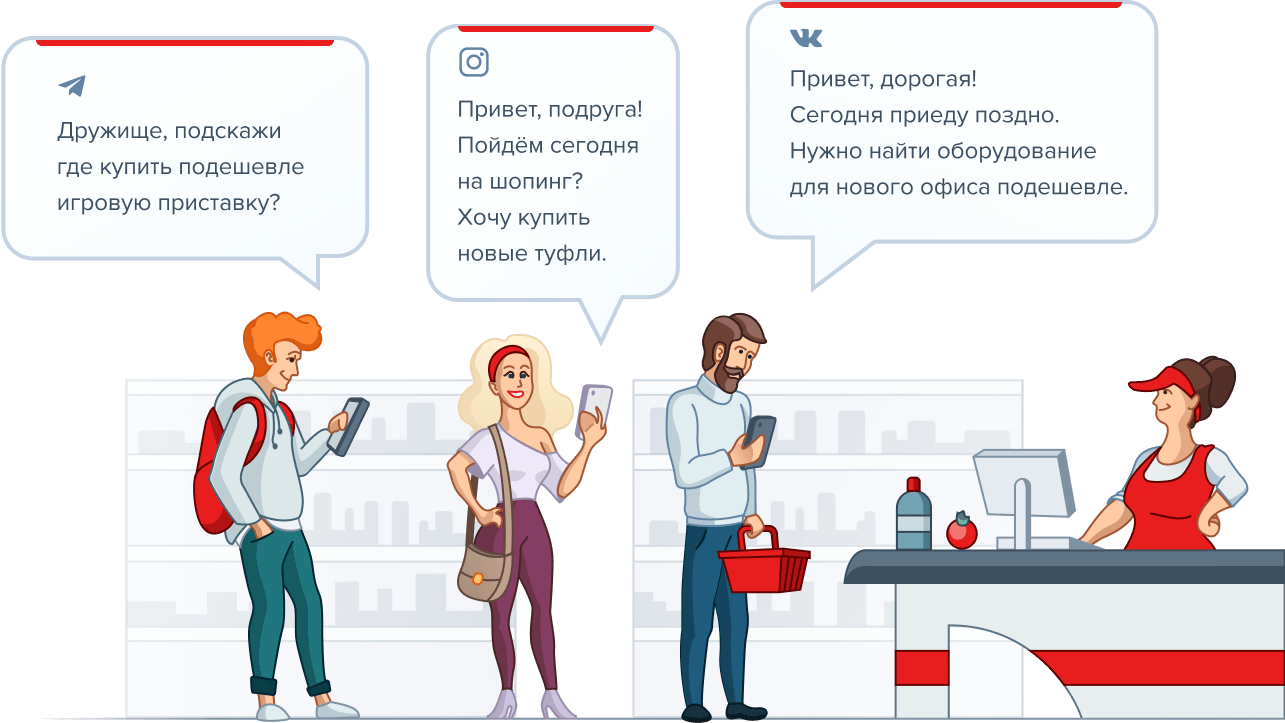 Дружище, подскажи
где купить подешевле
игровую приставку?
Привет, подруга!
Пойдём сегодня
на шопинг?
Хочу купить
новые туфли.
Привет, дорогая!
Сегодня приеду поздно.
Нужно найти оборудование
для нового офиса подешевле.